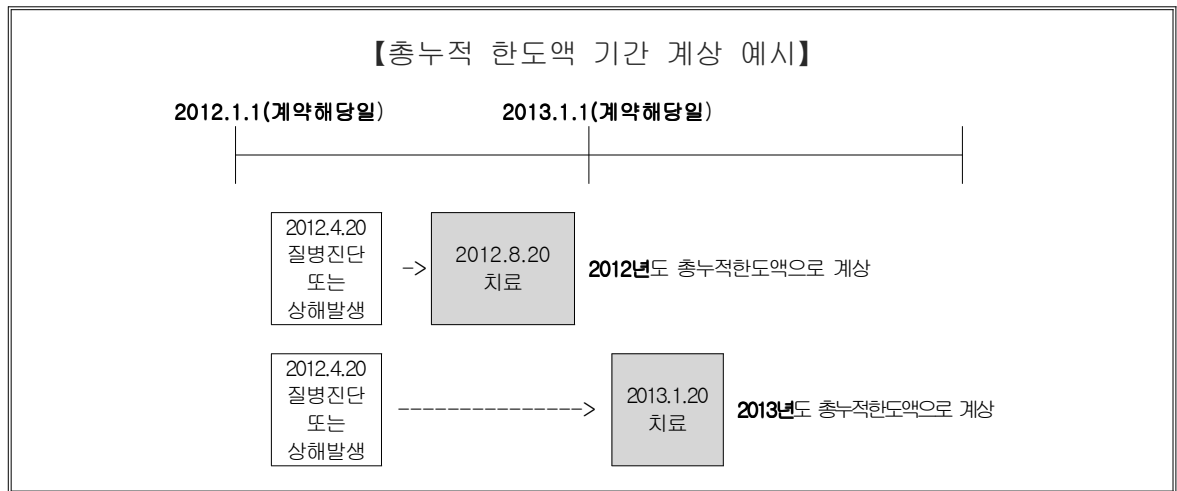 【총누적 한도액 기간 계상 예시】
2012.1.1(계약해당일) 2013.1.1(계약해당일)
2012.4.20
질병진단
또는
상해발생
->
2012.8.20
치료
2012년도 총누적한도액으로 계상
2012.4.20
질병진단
또는
상해발생
--------------->
2013.1.20
치료
2013년도 총누적한도액으로 계상